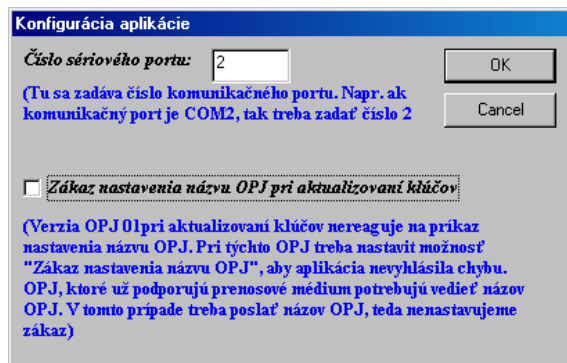 Konfigurácia aplikácie
Číslo sériového portu: 2
OK
(Tu sa zadáva číslo komunikačného portu. Napr. ak
komunikačný port je COM2, tak treba zadať číslo 2
Cancel
Zákaz nastavenia názvu OPJ pri aktualizovaní klúčov
(Verzia OPJ 01pri aktualizovaní klúčov nereaguje na príkaz
nastavenia názvu OPJ. Pri týchto OPJ treba nastavit možnosť
"Zákaz nastavenia názvu OPJ", aby aplikácia nevyhlásila chybu.
OPJ, ktoré už podporujú prenosové médium potrebujú vedieť názov
OPJ. V tomto prípade treba poslať názov OPJ, teda nenastavujeme
zákaz)